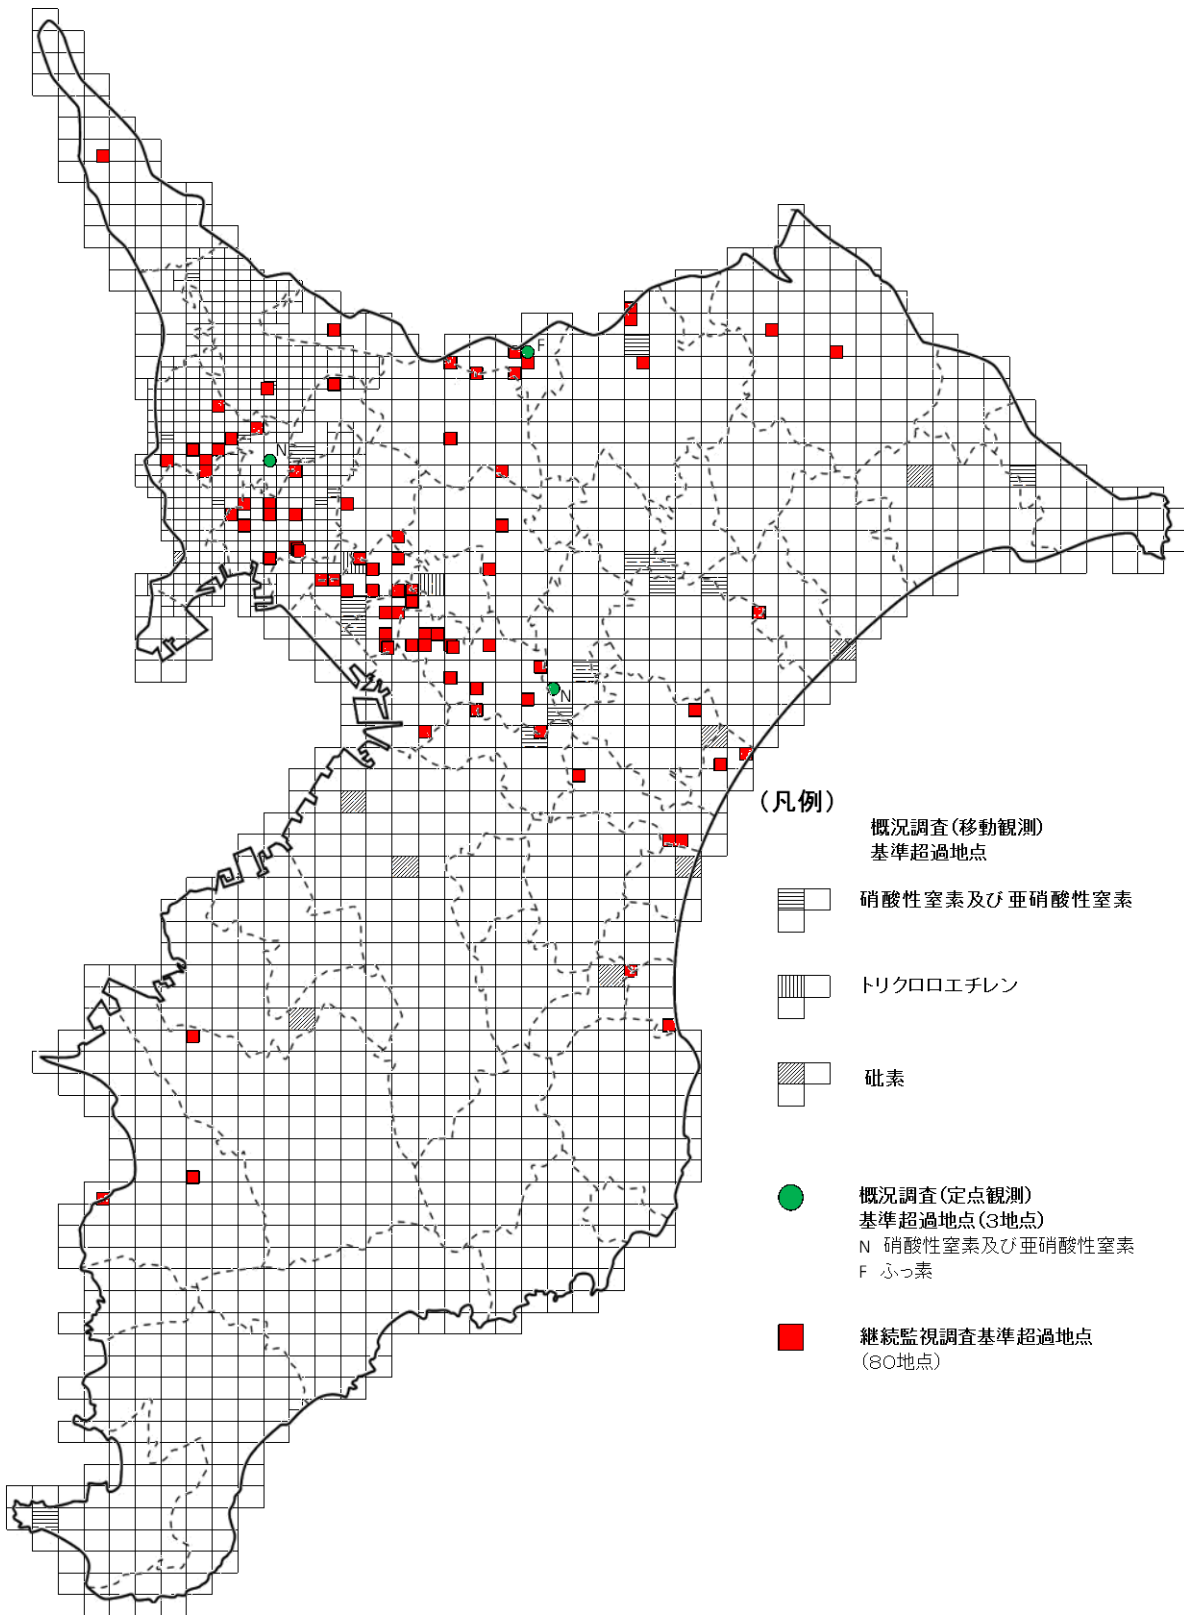 F
N
N
(凡例)
概況調査(移動観測)
基準超過地点
硝酸性窒素及び亜硝酸性窒素
トリクロロエチレン
砒素
概況調査(定点観測)
基準超過地点(3地点)
N 硝酸性窒素及び亜硝酸性窒素
F ふっ素
継続監視調査基準超過地点
(80地点)